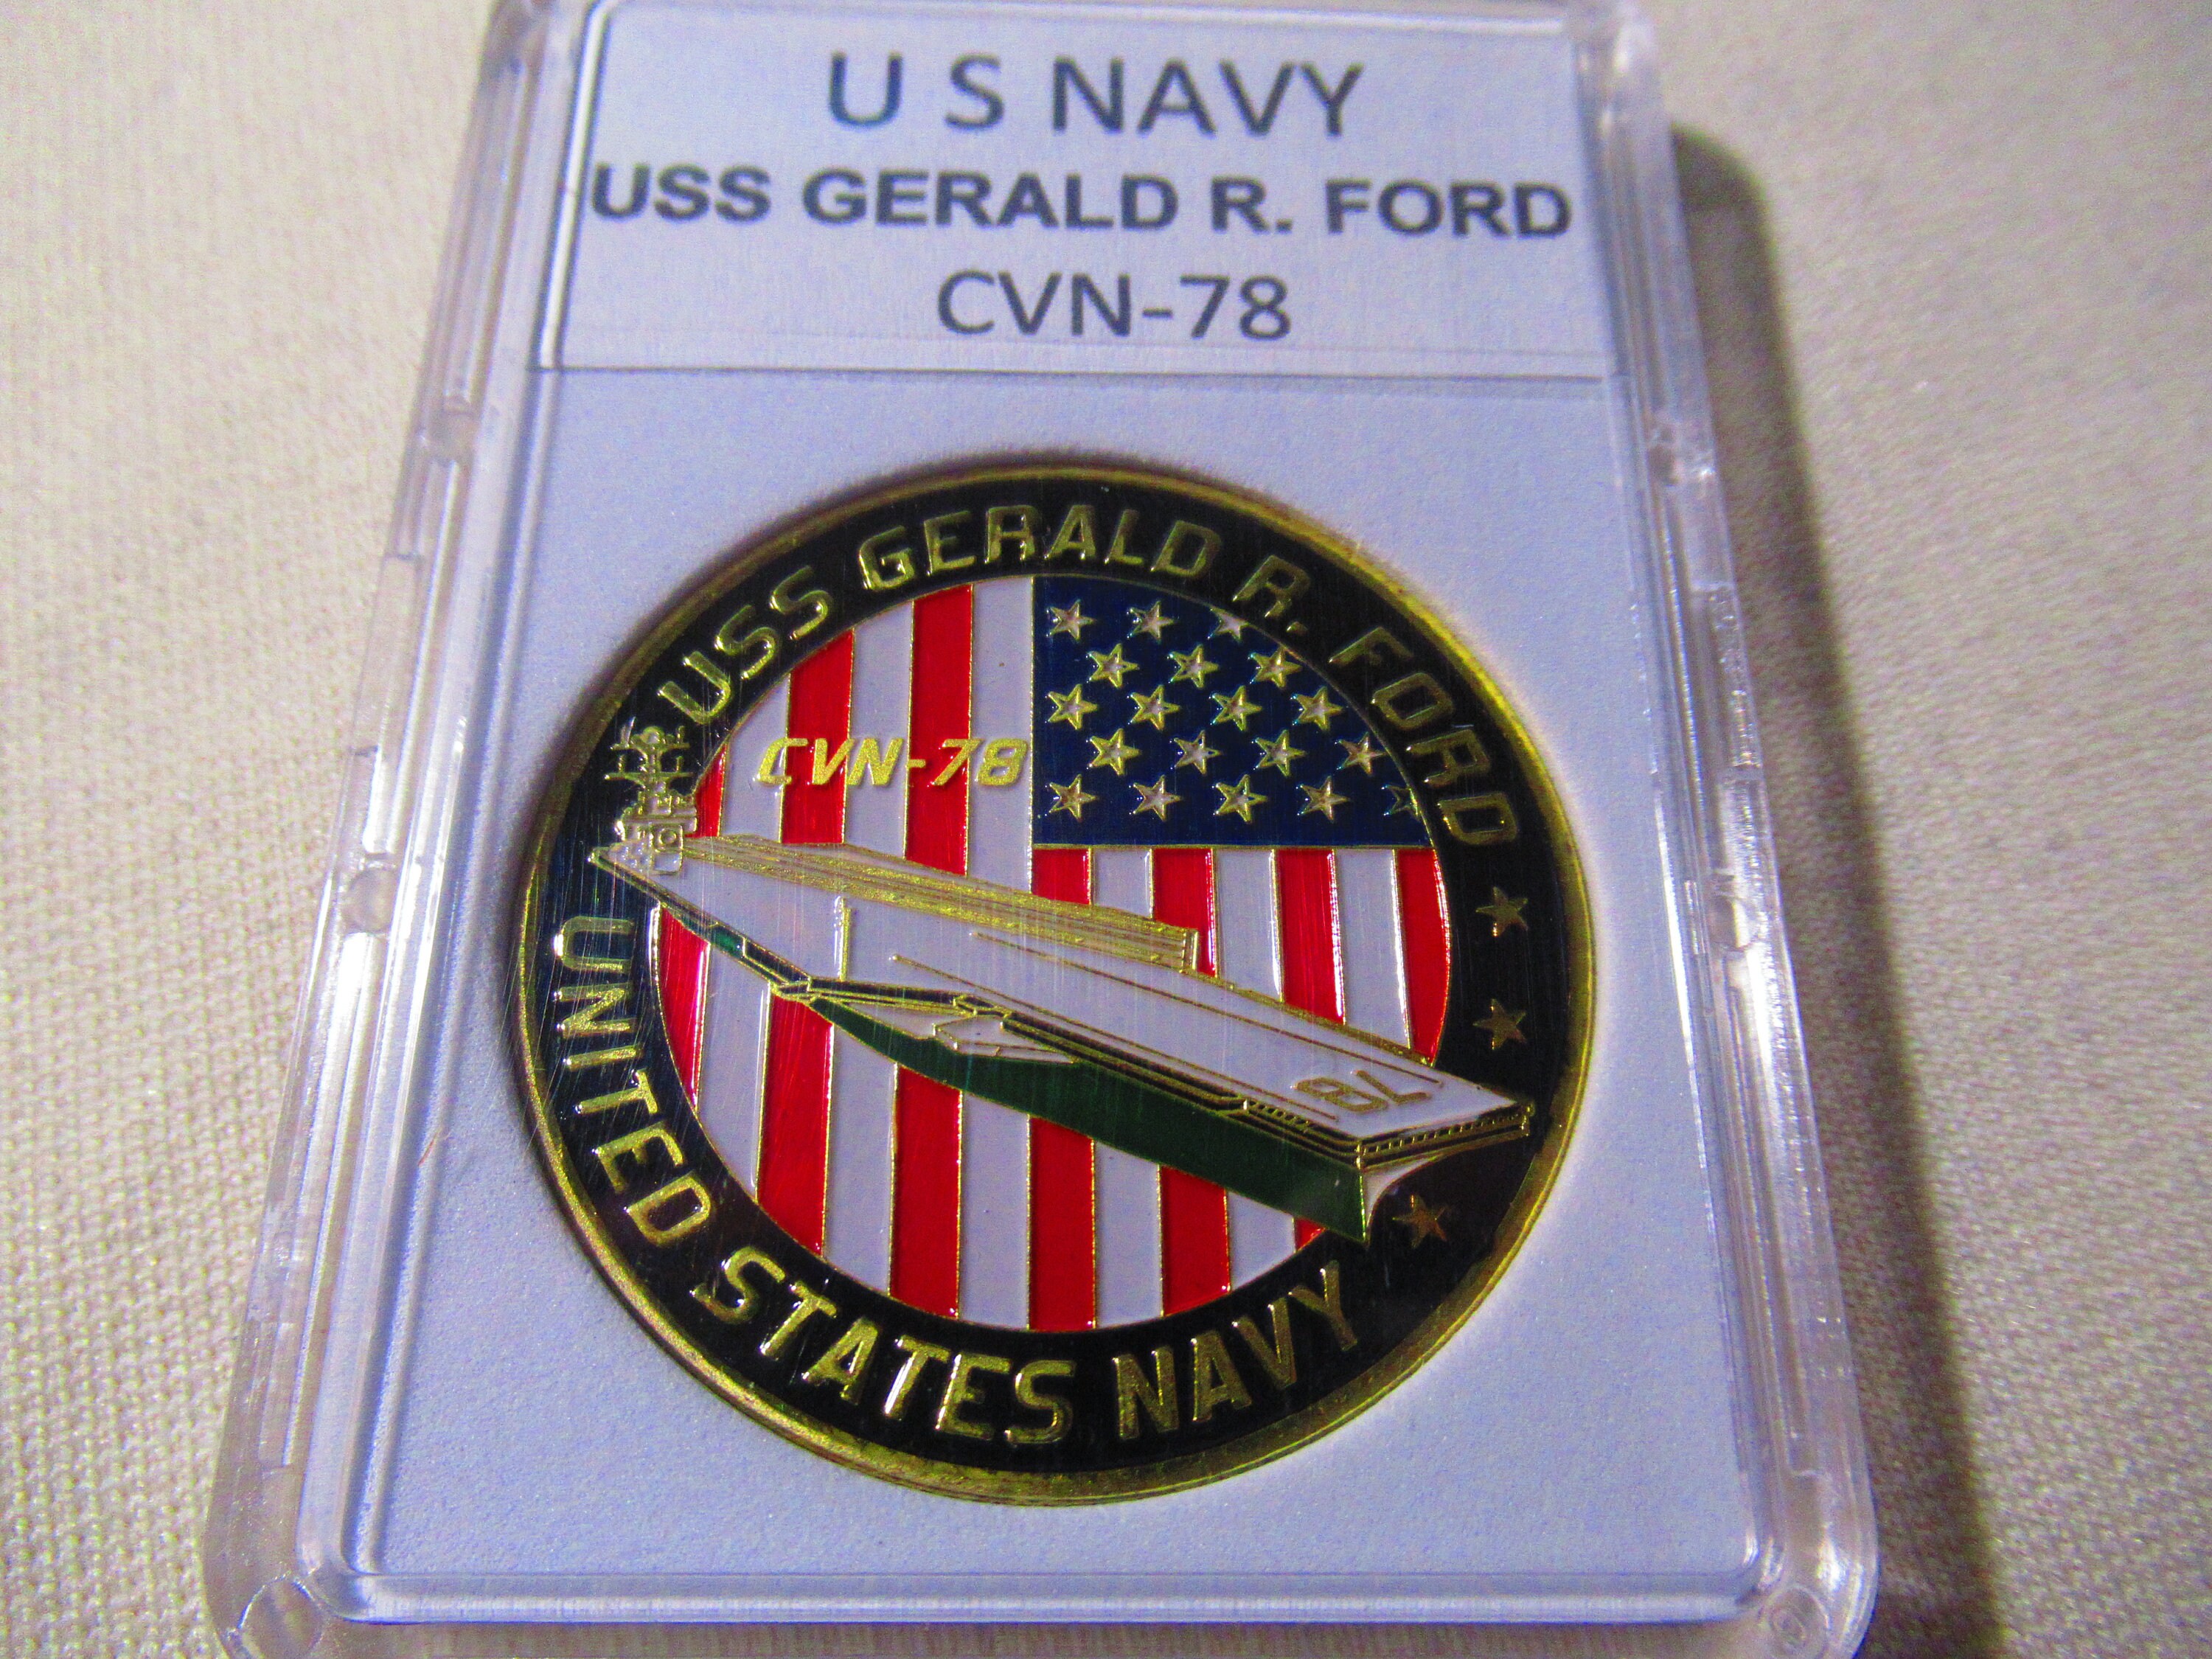 U S NAVY
USS GERALD R. FORD
CVN-78
USS GERALD R. FORD
CVN-78
78
UNITED STATES NAVY